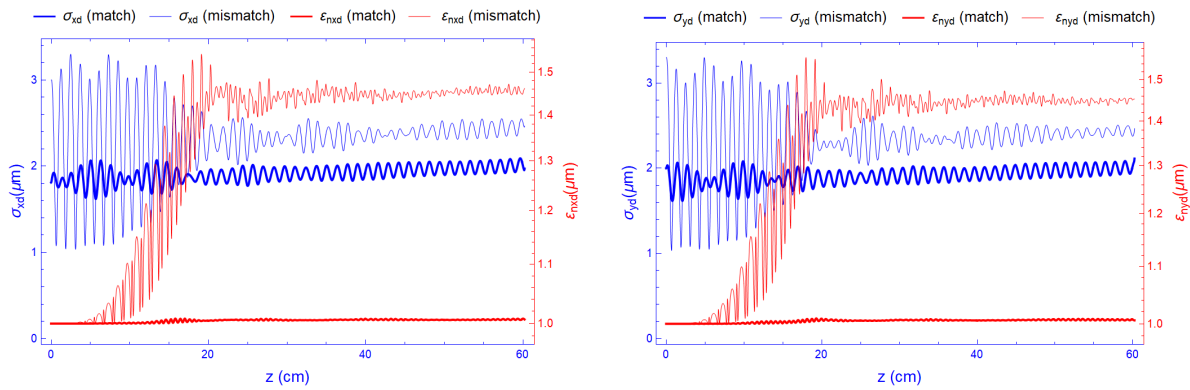 σxd (match) σxd (mismatch) εnxd (match) εnxd (mismatch)
3
2
1
0
σxd(μm)
1.5
1.4
1.3
1.2
1.1
1.0
εnxd(μm)
0 20 40 60
z (cm)
σyd (match) σyd (mismatch) εnyd (match) εnyd (mismatch)
3
2
1
0
σyd(μm)
1.5
1.4
1.3
1.2
1.1
1.0
εnyd(μm)
0 20 40 60
z (cm)